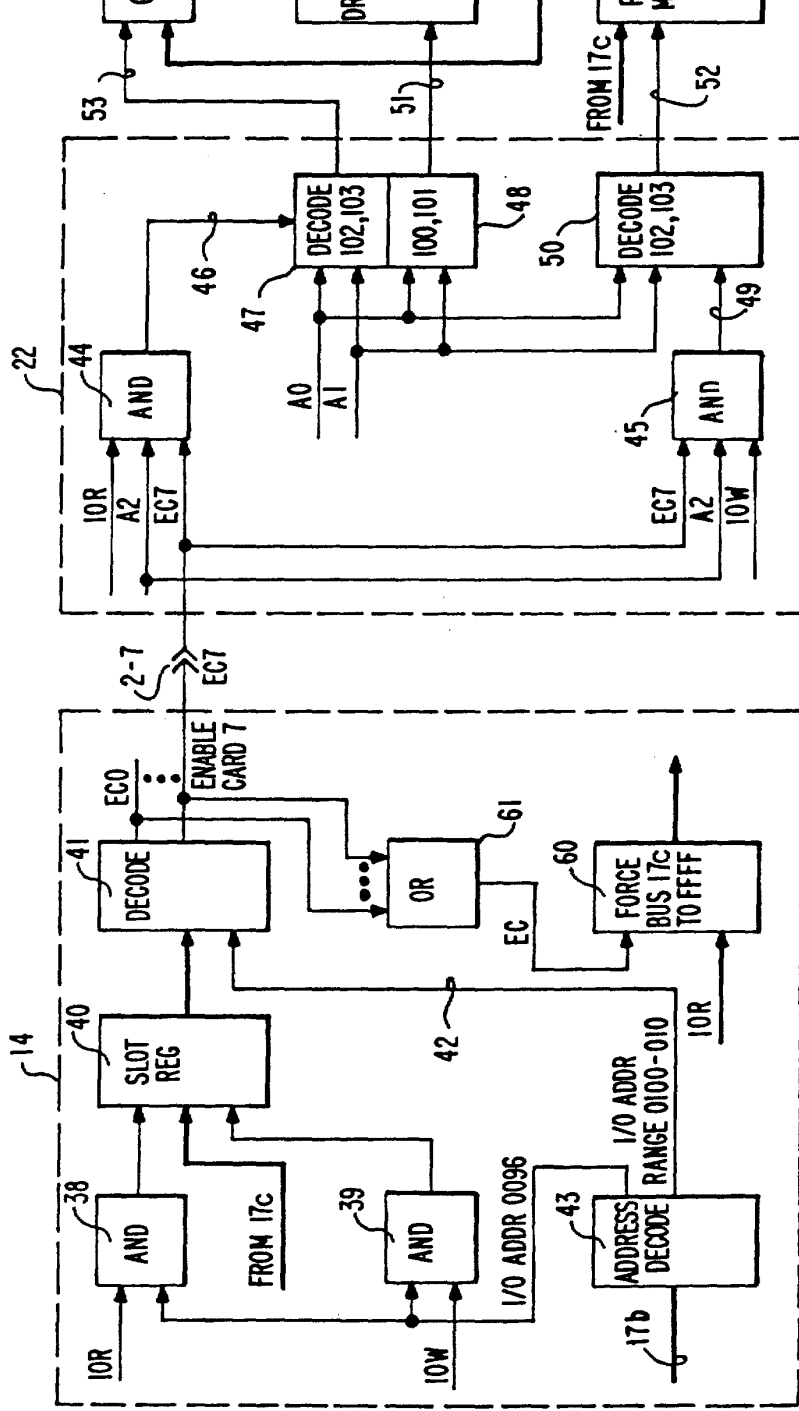 14
IOR
38
AND
FROM 17c
39
AND
IOW
I/O ADDR 0096
43
ADDRESS
DECODE
17b
I/O ADDR
RANGE 0100-010
40
SLOT
REG
42
41
DECODE
EC0
ENABLE
CARD 7
OR
61
EC
60
FORCE
BUS 17c
TO FFFF
IOR
2-7
EC7
22
IOR
A2
EC7
44
AND
46
A0
A1
47
DECODE
102,103
100,101
48
EC7
A2
IOW
45
AND
49
50
DECODE
102,103
53
51
DR
FROM 17c
52